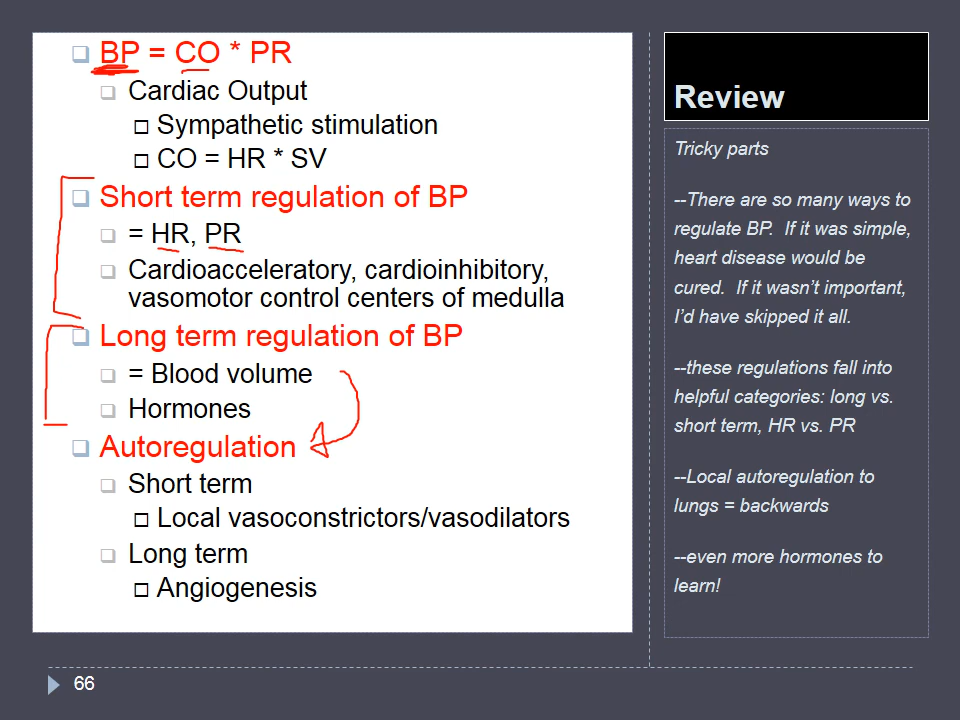 BP = CO * PR
Cardiac Output
Sympathetic stimulation
CO = HR * SV
Short term regulation of BP
= HR, PR
Cardioacceleratory, cardioinhibitory,
vasomotor control centers of medulla
Long term regulation of BP
= Blood volume
Hormones
Autoregulation
Short term
Local vasoconstrictors/vasodilators
Long term
Angiogenesis
Review
Tricky parts
--There are so many ways to
regulate BP.  If it was simple,
heart disease would be
cured.  If it wasn't important,
I'd have skipped it all.
--these regulations fall into
helpful categories: long vs.
short term, HR vs. PR
--Local autoregulation to
lungs = backwards
--even more hormones to
learn!
66